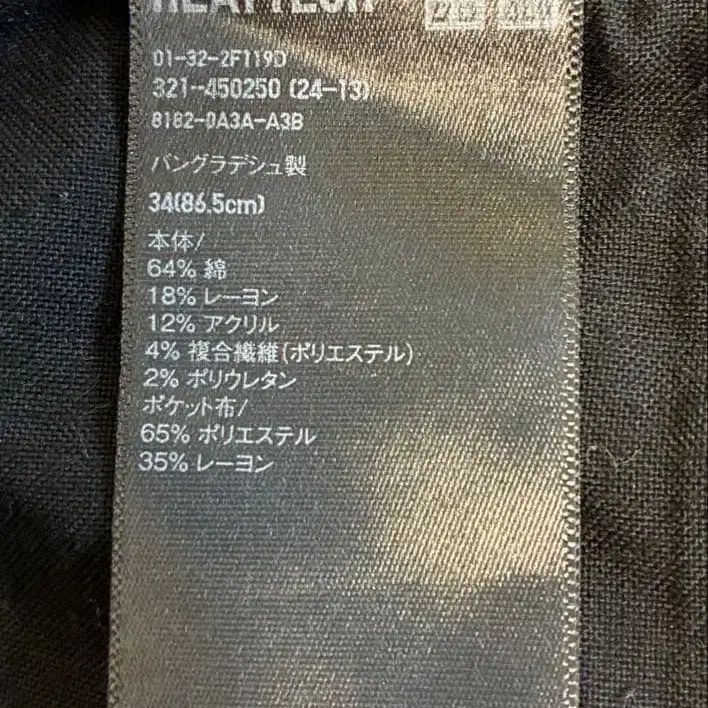 HEATTECH
01-32-2F119D
321-450250 (24-13)
8182-0A3A-A3B
バングラデシュ製
34(86.5cm)
本体/
64% 綿
18% レーヨン
12% アクリル
4% 複合繊維(ポリエステル)
2% ポリウレタン
ポケット布/
65% ポリエステル
35% レーヨン